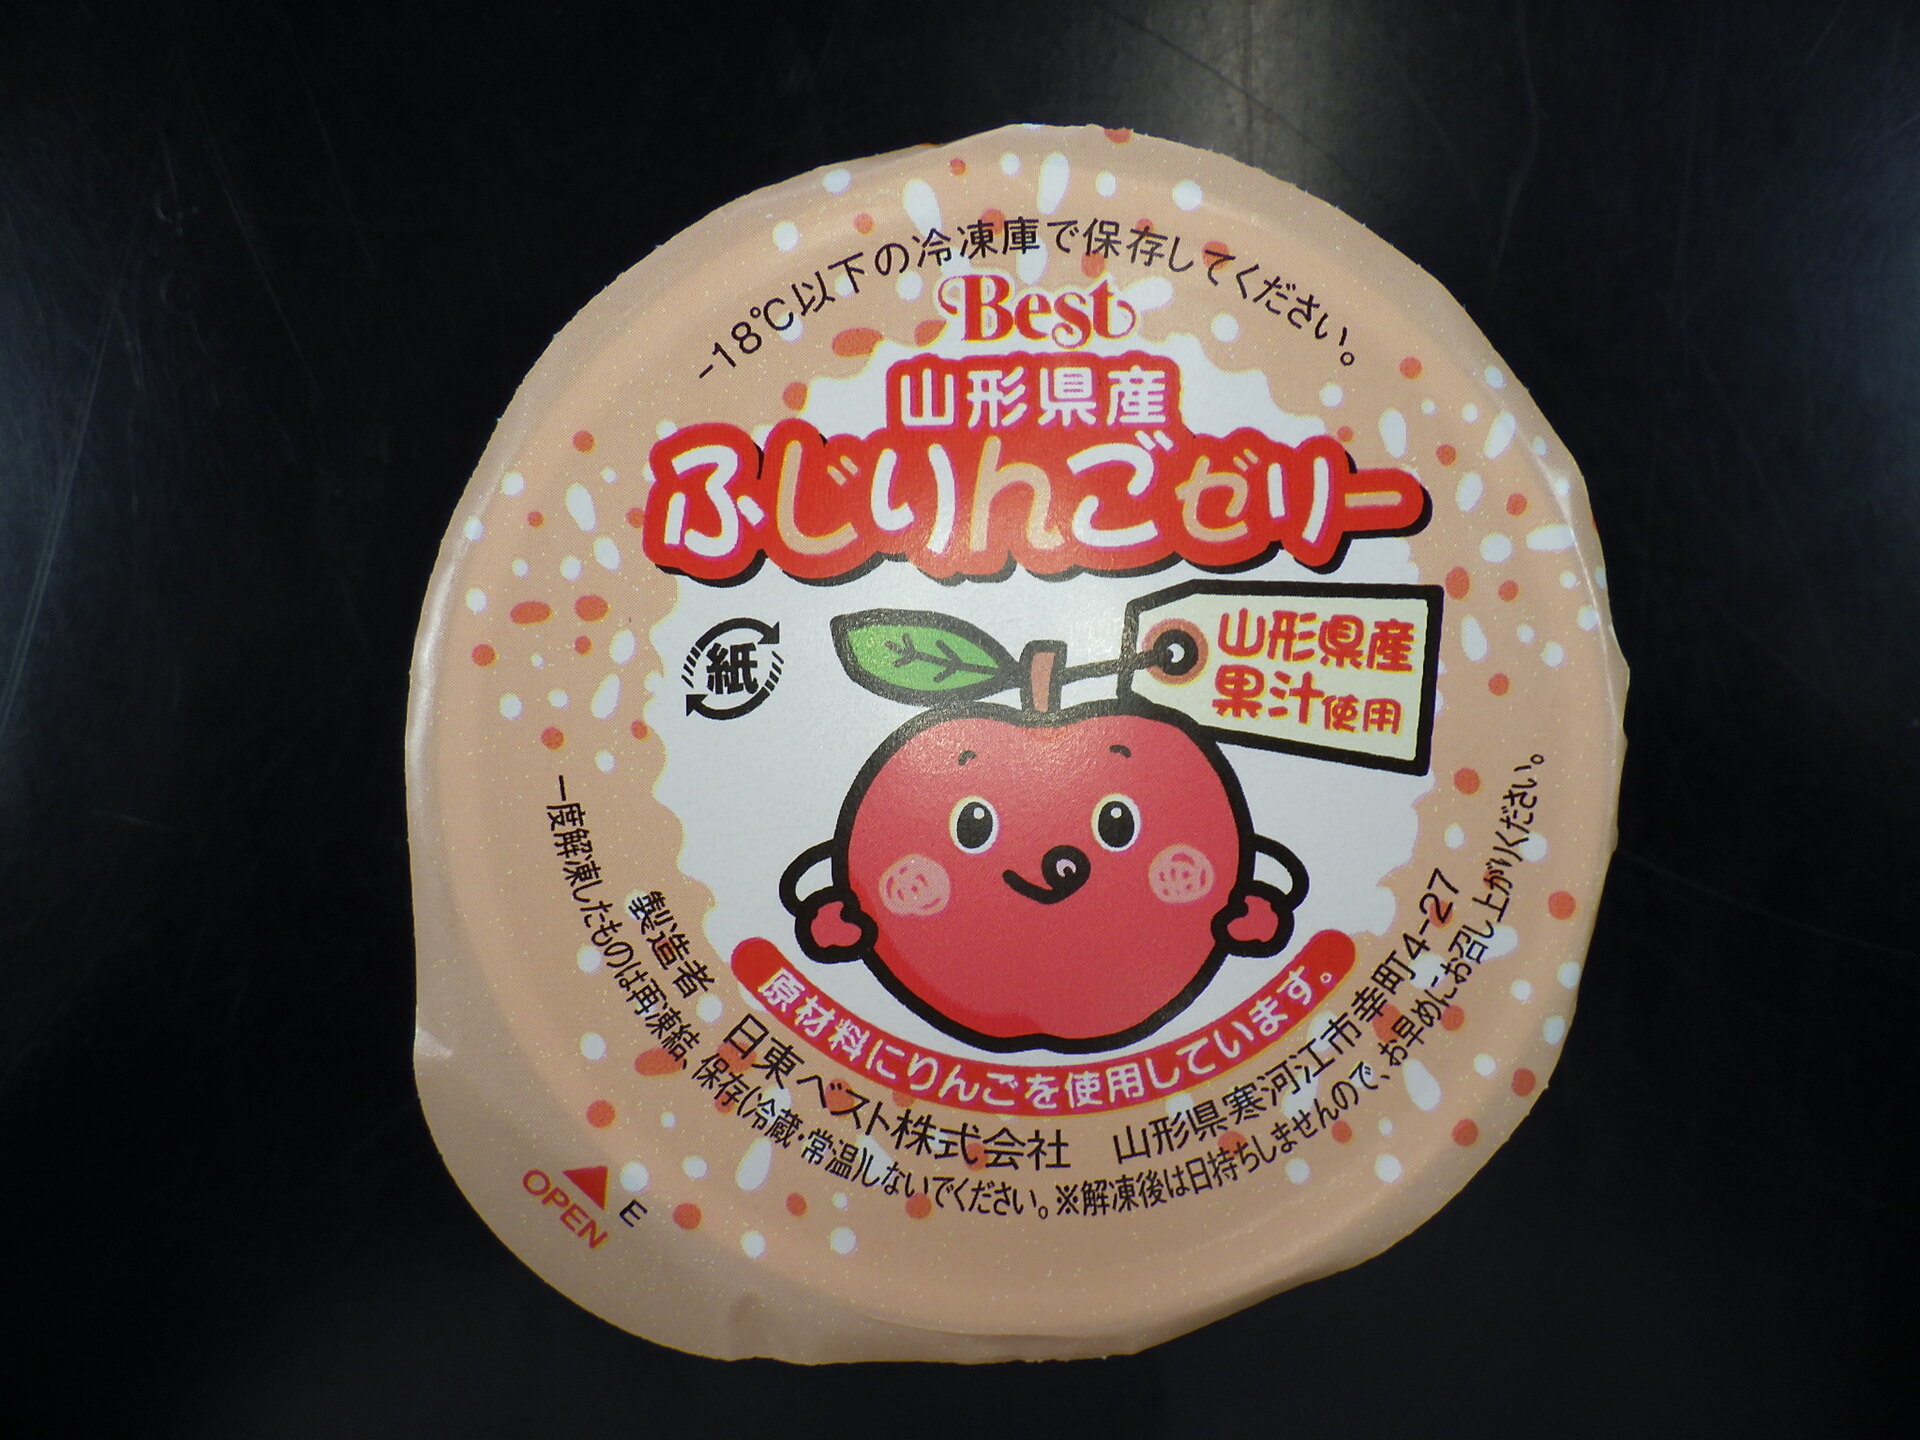 -18℃以下の冷凍庫で保存してください。
Best
山形県産
ふじりんごゼリー
紙
山形県産
果汁使用
原材料にりんごを使用しています。
製造者 日東ベスト株式会社 山形県寒河江市幸町4-27
一度解凍したものは再凍結、保存(冷蔵・常温)しないでください。※解凍後は日持ちしませんので、お早めにお召し上がりください。
OPEN
E